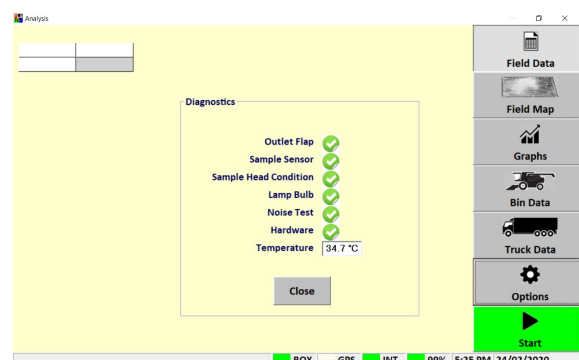 Analysis
Field Data
Field Map
Graphs
Bin Data
Truck Data
Options
Start
Diagnostics
Outlet Flap
Sample Sensor
Sample Head Condition
Lamp Bulb
Noise Test
Hardware
Temperature 34.7 °C
Close
BOX GPS INT 99% 5:25 PM 24/02/2020